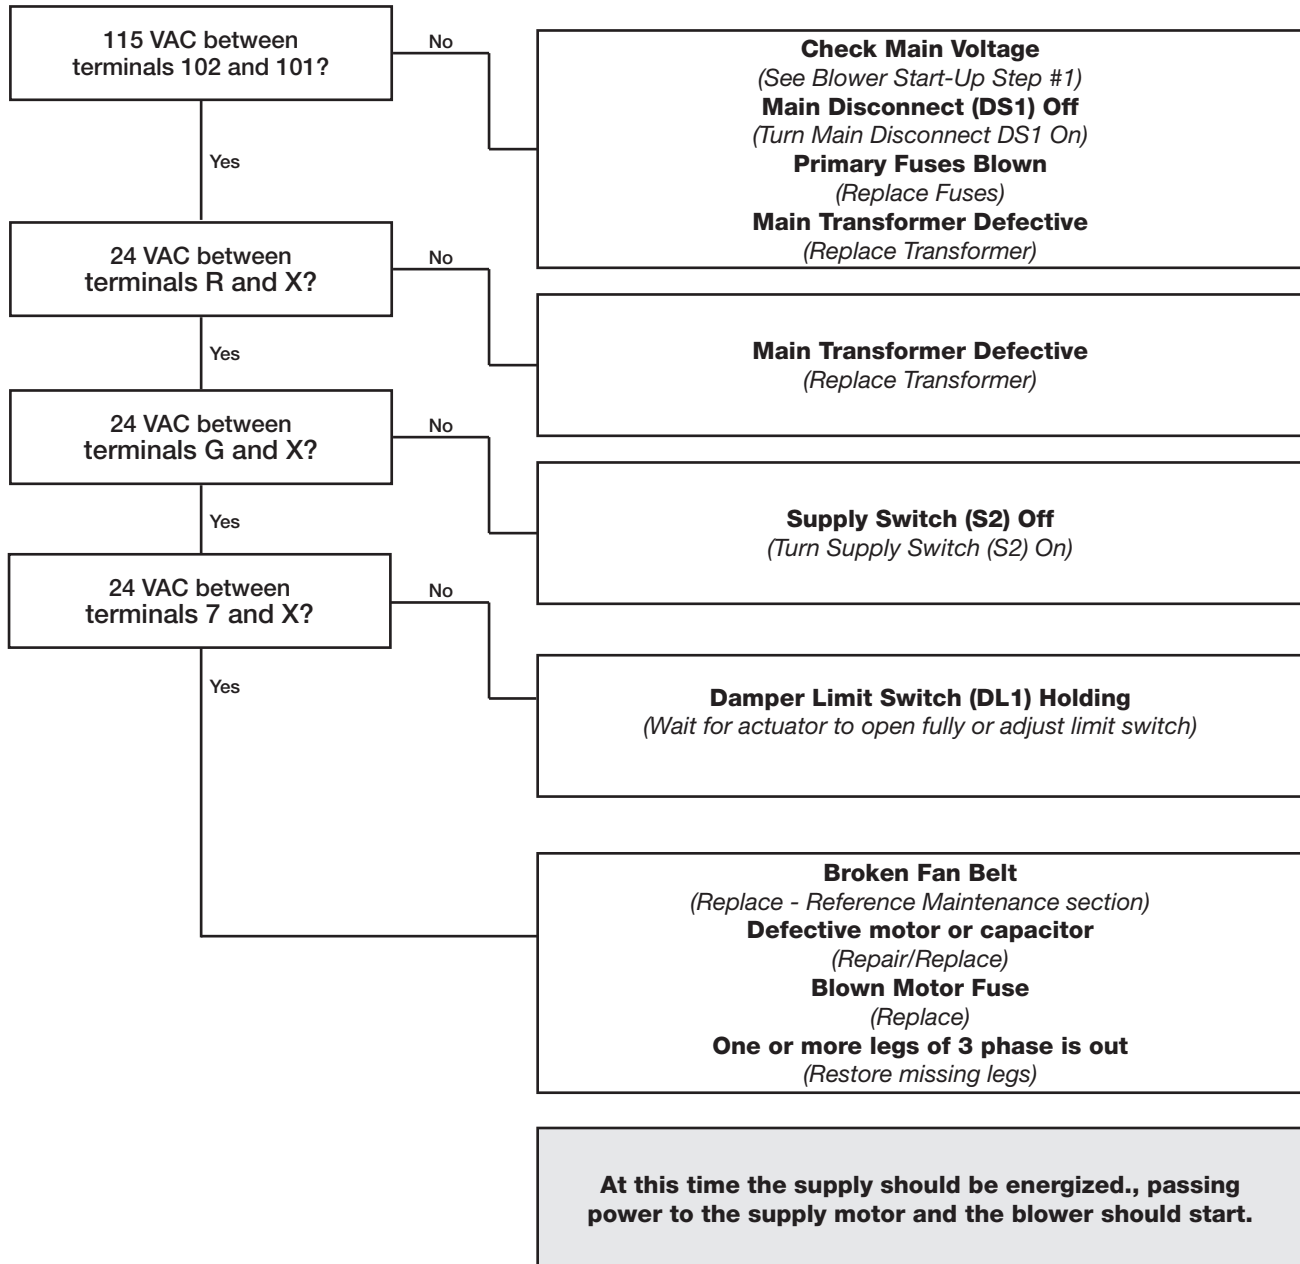 115 VAC between
terminals 102 and 101?
No
Check Main Voltage
(See Blower Start-Up Step #1)
Main Disconnect (DS1) Off
(Turn Main Disconnect DS1 On)
Primary Fuses Blown
(Replace Fuses)
Main Transformer Defective
(Replace Transformer)
Yes
24 VAC between
terminals R and X?
No
Main Transformer Defective
(Replace Transformer)
Yes
24 VAC between
terminals G and X?
No
Supply Switch (S2) Off
(Turn Supply Switch (S2) On)
Yes
24 VAC between
terminals 7 and X?
No
Damper Limit Switch (DL1) Holding
(Wait for actuator to open fully or adjust limit switch)
Yes
Broken Fan Belt
(Replace - Reference Maintenance section)
Defective motor or capacitor
(Repair/Replace)
Blown Motor Fuse
(Replace)
One or more legs of 3 phase is out
(Restore missing legs)
At this time the supply should be energized., passing
power to the supply motor and the blower should start.